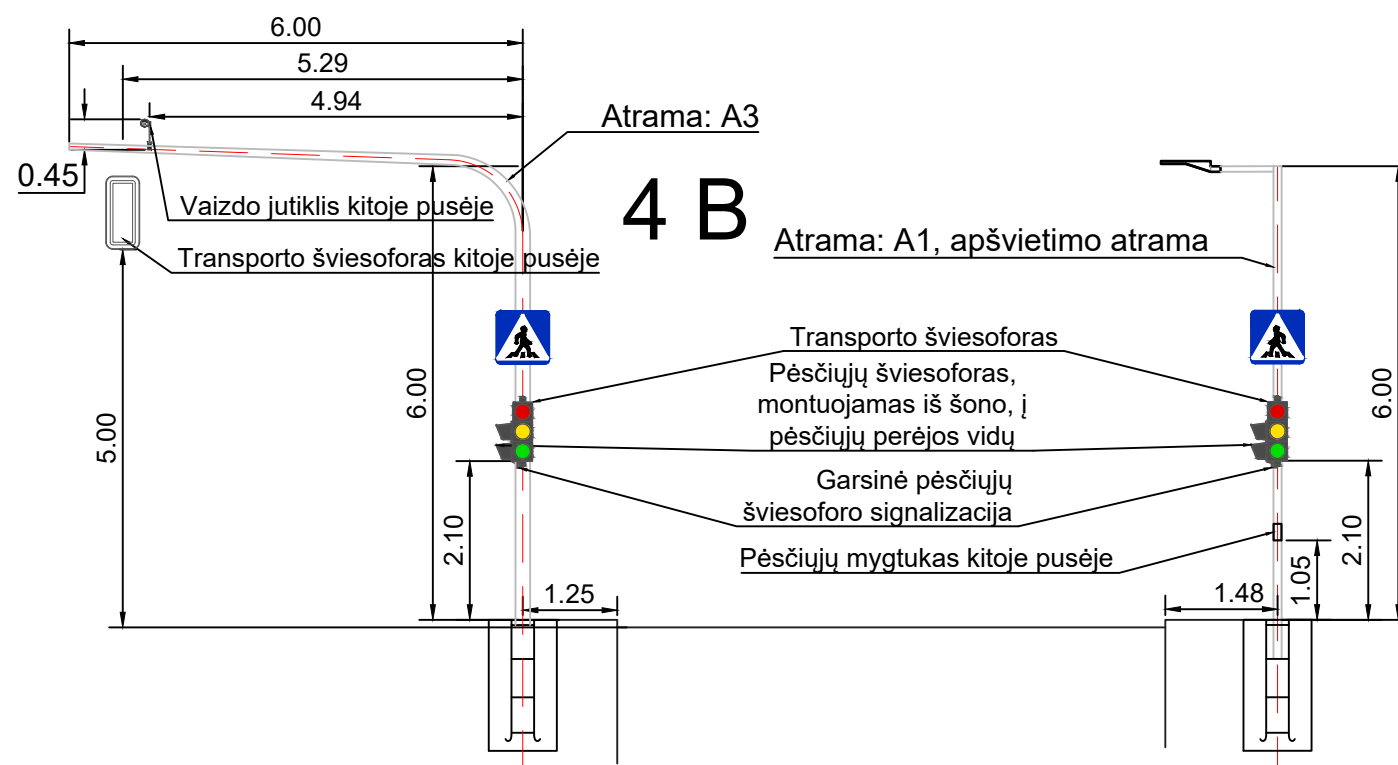 6.00
5.29
4.94
Atrama: A3
0.45
4 B
Vaizdo jutiklis kitoje pusėje
Transporto šviesoforas kitoje pusėje
Atrama: A1, apšvietimo atrama
Transporto šviesoforas
Pėsčiųjų šviesoforas,
montuojamas iš šono, į
pėsčiųjų perėjos vidų
6.00
6.00
5.00
Garsinė pėsčiųjų
šviesoforo signalizacija
2.10
2.10
Pėsčiųjų mygtukas kitoje pusėje
1.05
1.25
1.48